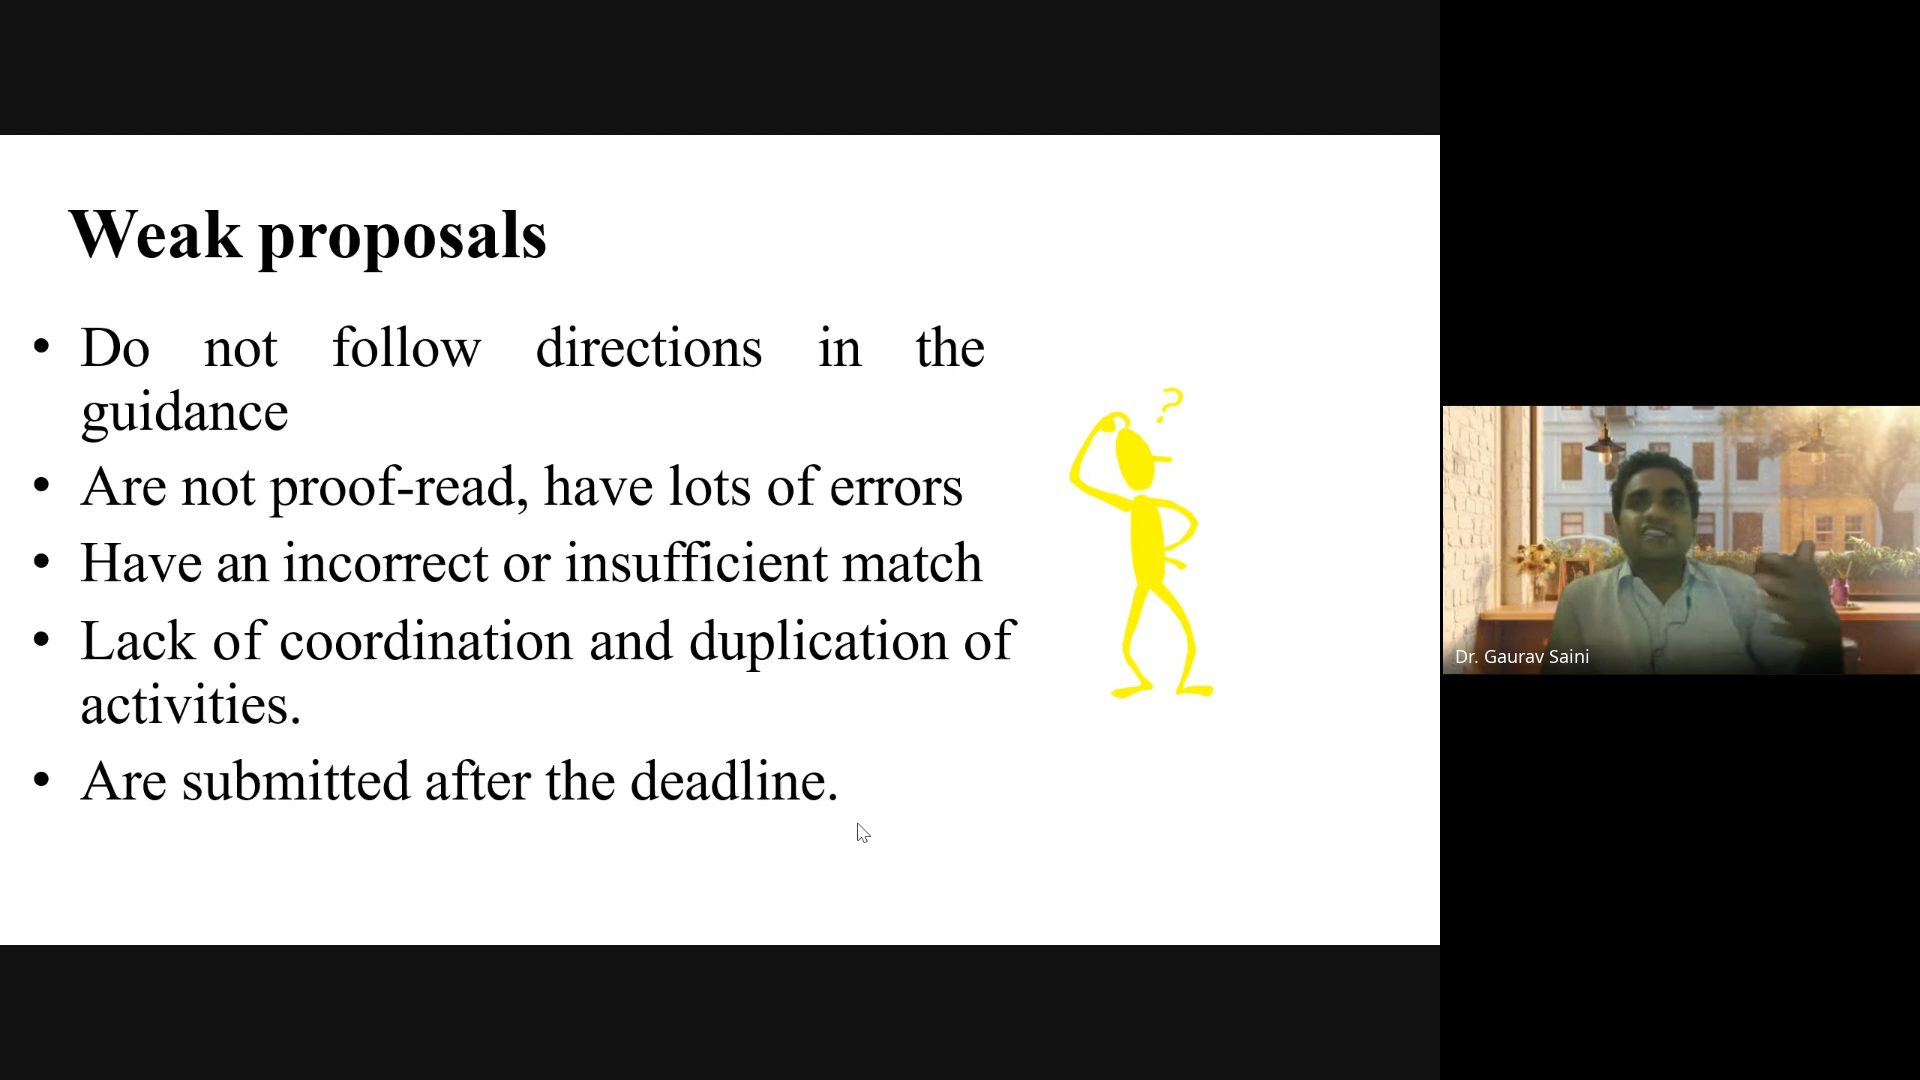 Weak proposals
• Do not follow directions in the
guidance
• Are not proof-read, have lots of errors
• Have an incorrect or insufficient match
• Lack of coordination and duplication of
activities.
• Are submitted after the deadline.
?
Dr. Gaurav Saini